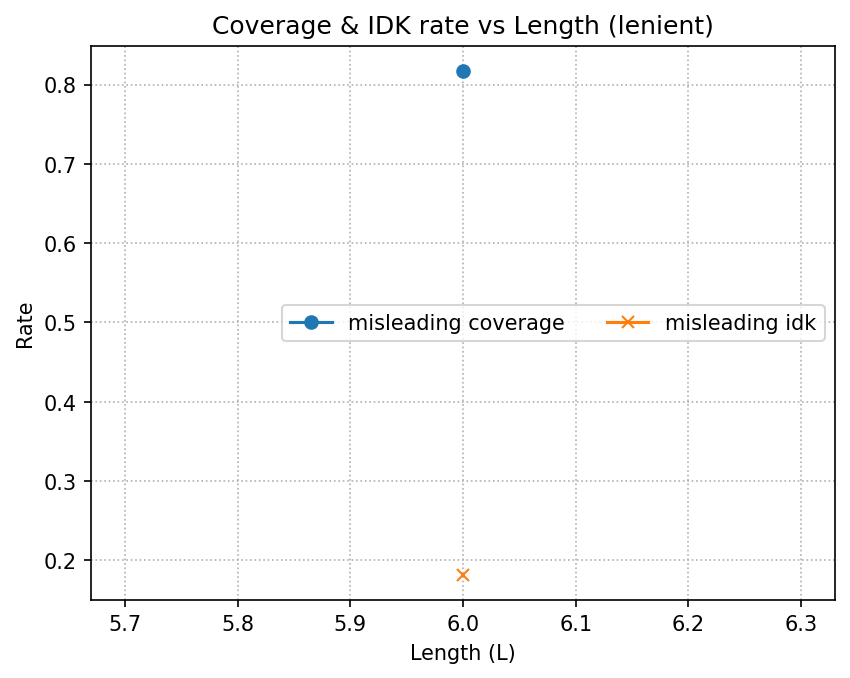 Coverage & IDK rate vs Length (lenient)
0.8
0.7
0.6
0.5
0.4
0.3
0.2
Rate
misleading coverage
misleading idk
5.7
5.8
5.9
6.0
6.1
6.2
6.3
Length (L)